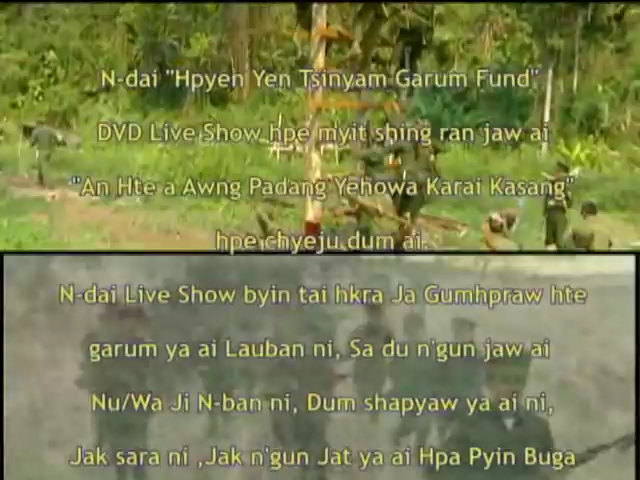 N-dai "Hpyen Yen Tsinyam Garum Fund"
DVD Live Show hpe myit shing ran jaw ai
"An Hte a Awng Padang Yehowa Karai Kasang"
hpe chyeju dum ai.
N-dai Live Show byin tai hkra Ja Gumhpraw hte
garum ya ai Lauban ni, Sa du n'gun jaw ai
Nu/Wa Ji N-ban ni, Dum shapyaw ya ai ni,
Jak sara ni ,Jak n'gun Jat ya ai Hpa Pyin Buga